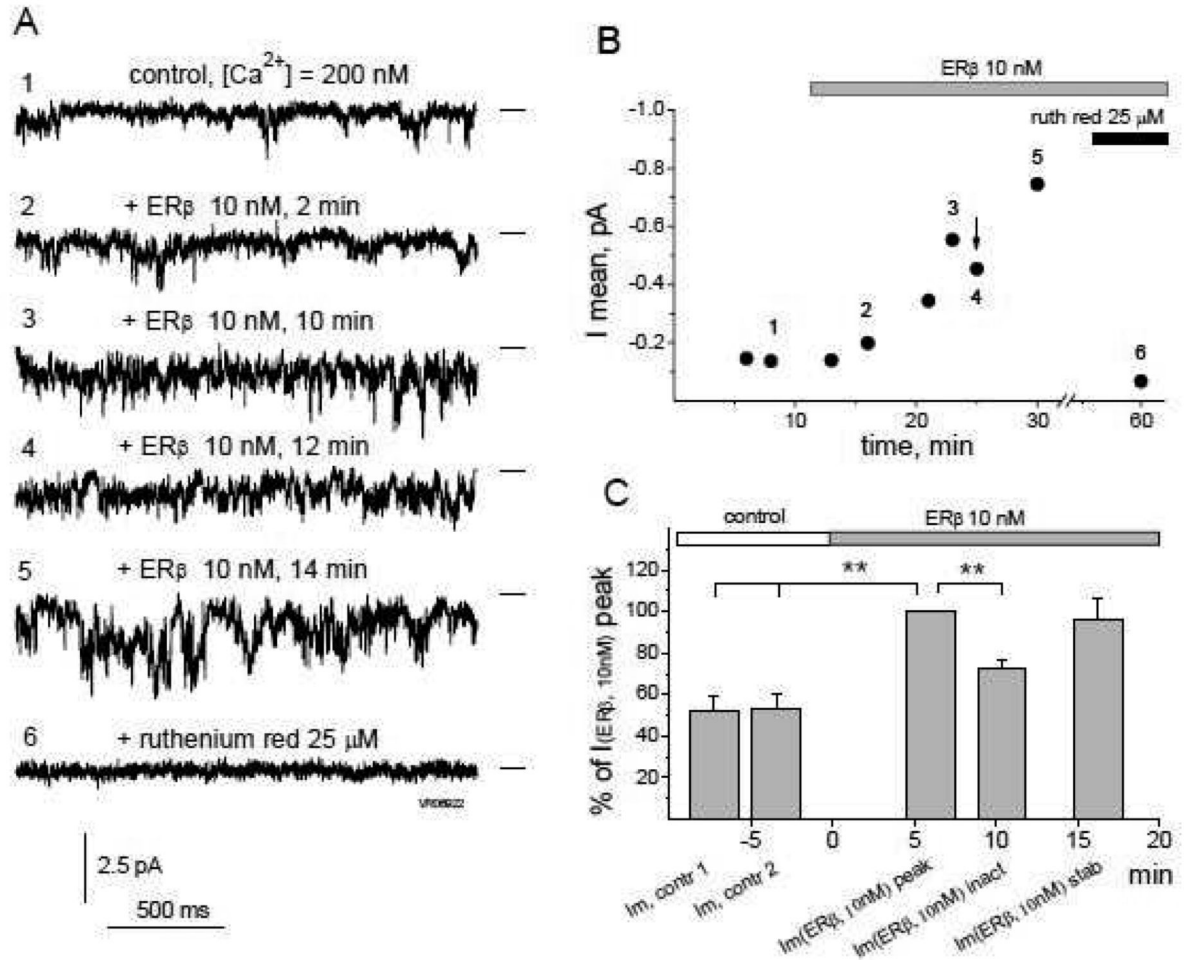 A
1
control, [Ca2+] = 200 nM
2
+ ERβ 10 nM, 2 min
3
+ ERβ 10 nM, 10 min
4
+ ERβ 10 nM, 12 min
5
+ ERβ 10 nM, 14 min
6
+ ruthenium red 25 μM
2.5 pA
500 ms
B
ERβ 10 nM
ruth red 25 μM
-1.0
-0.8
-0.6
-0.4
-0.2
I mean, pA
1
2
3
4
5
6
10 20 30 60
time, min
C
control ERβ 10 nM
** **
120
100
80
60
40
20
% of I(ERβ, 10nM) peak
-5 0 5 10 15 20
min
Im, contr 1
Im, contr 2
Im(ERβ, 10nM) peak
Im(ERβ, 10nM) inact
Im(ERβ, 10nM) stab